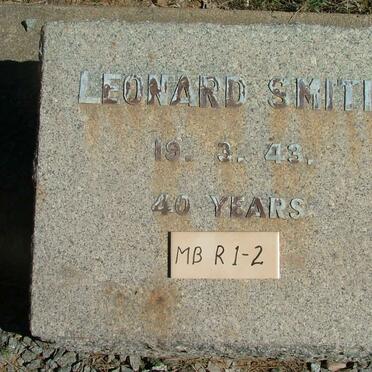 LEONARD SMITH
19. 3. 43.
40 YEARS
MB R1-2